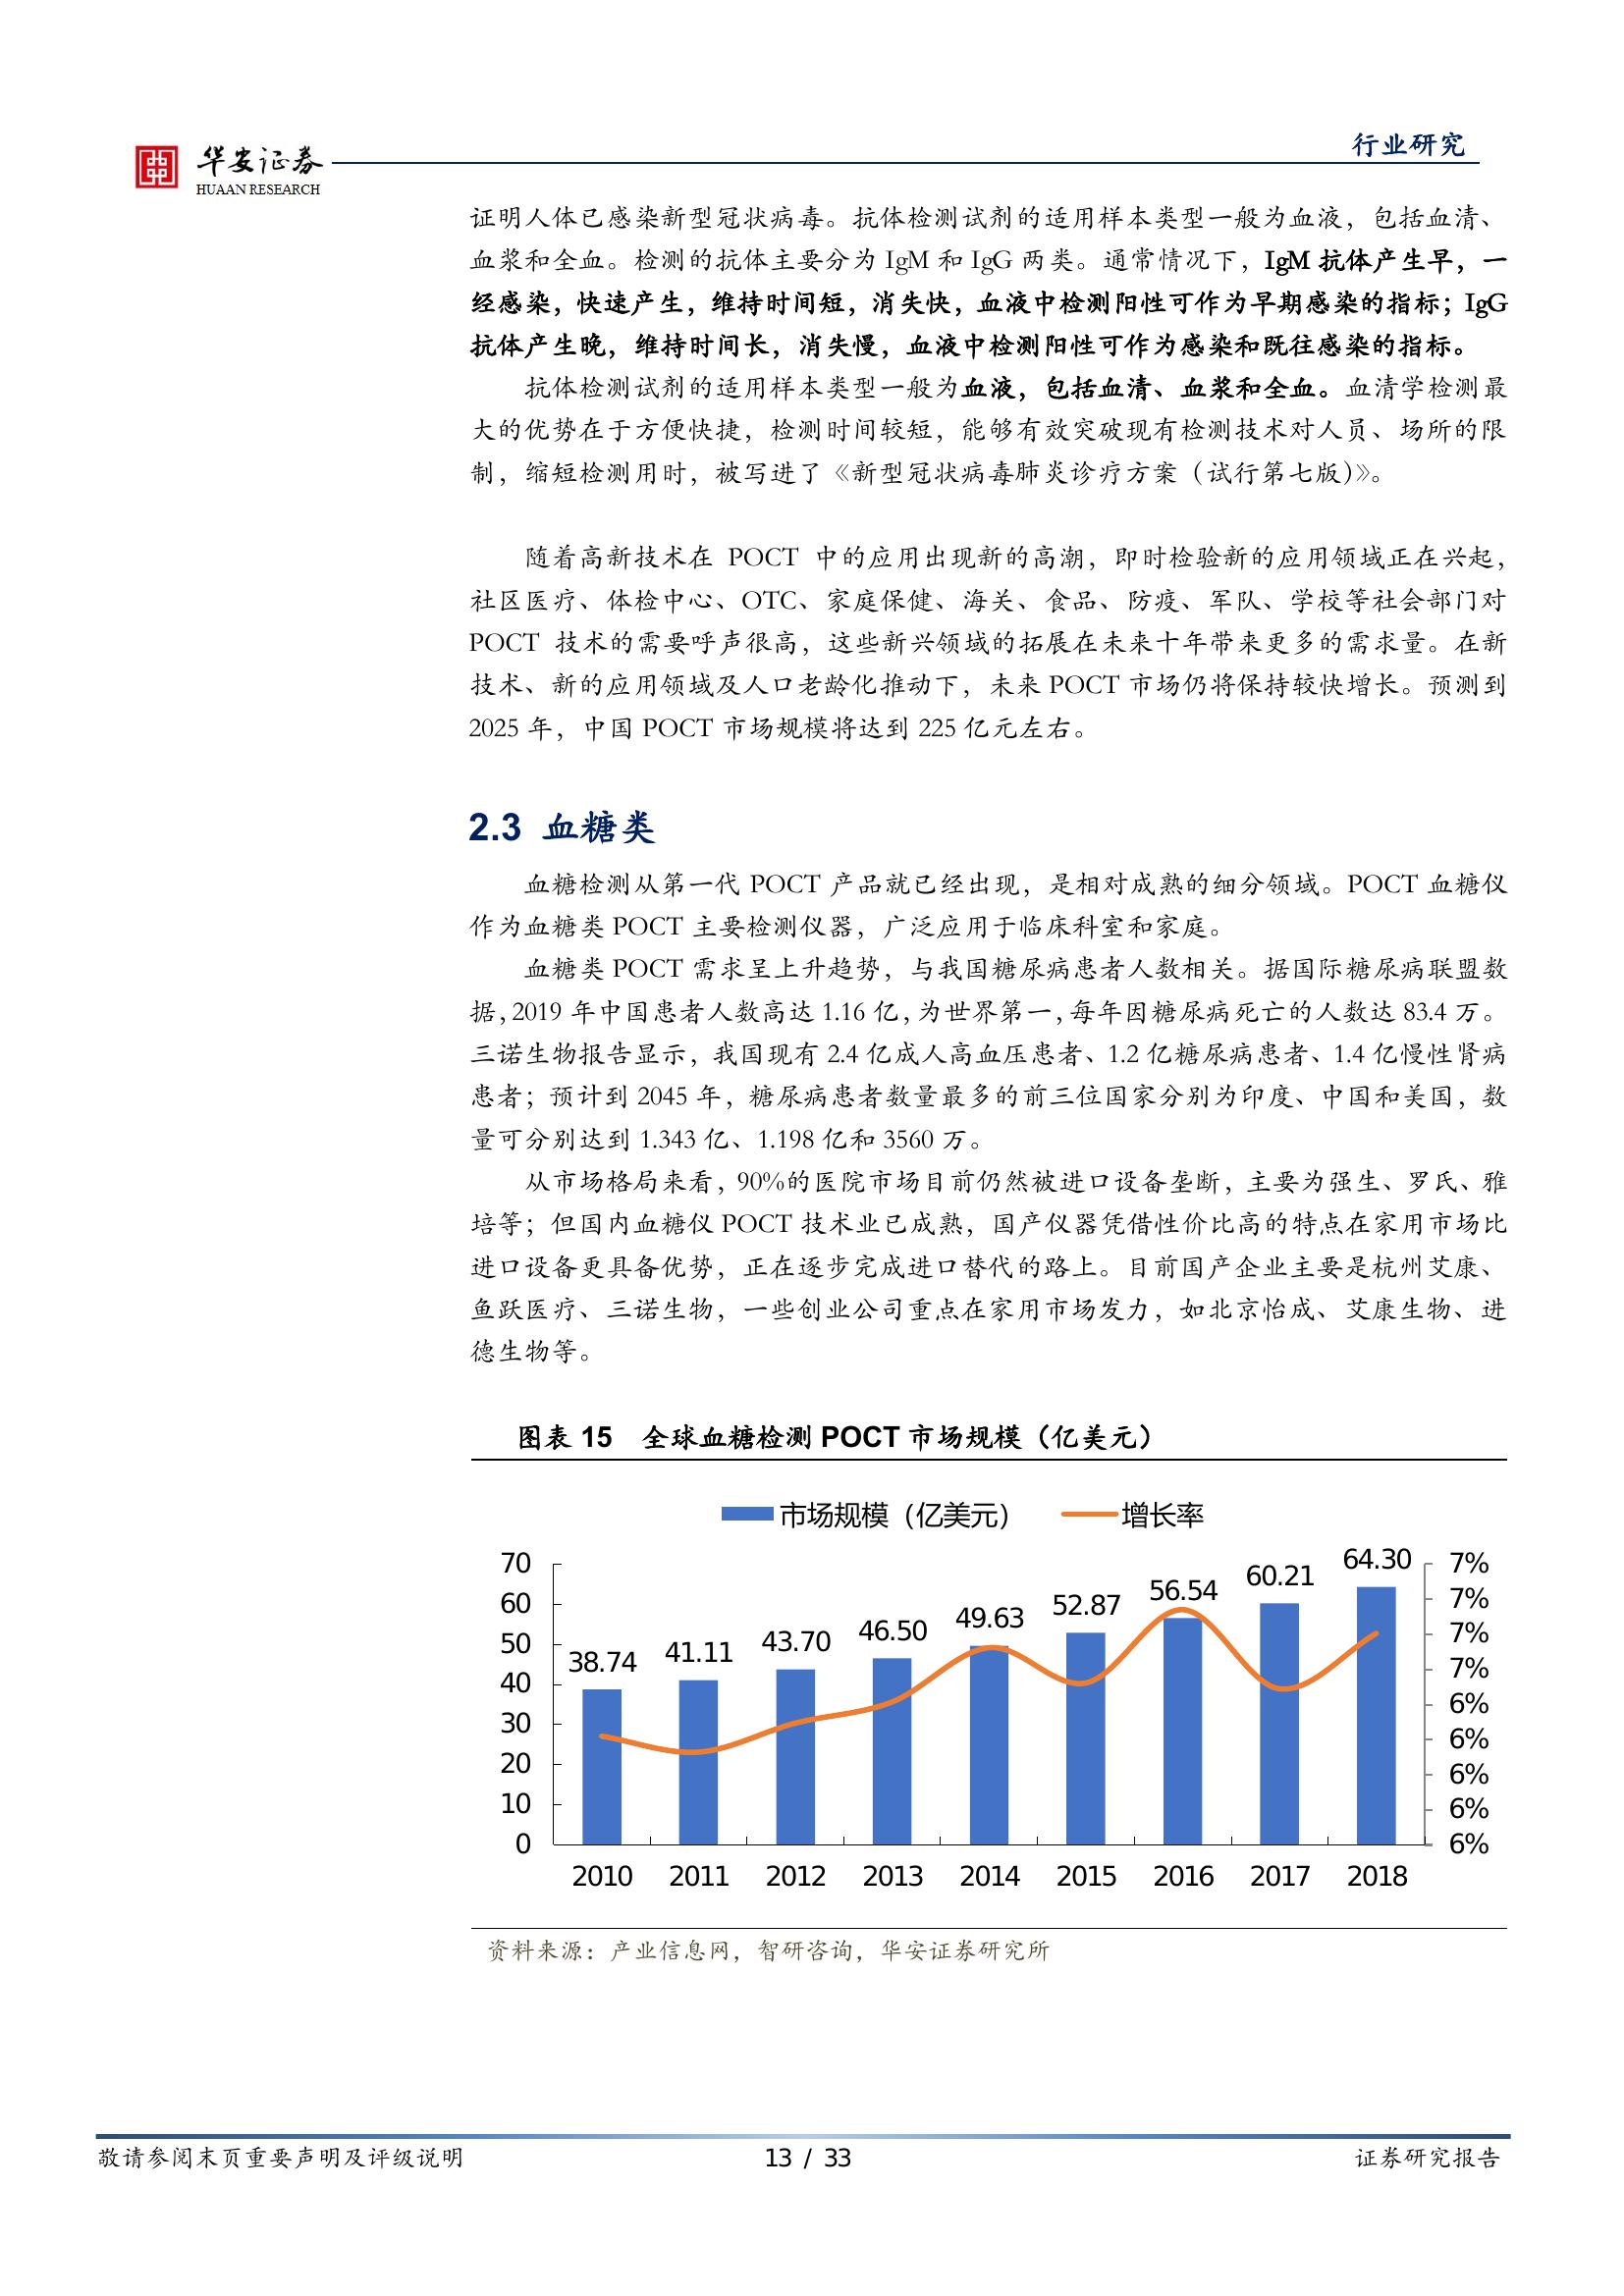 行业研究
华安证券
HUAAN RESEARCH
证明人体已感染新型冠状病毒。抗体检测试剂的适用样本类型一般为血液，包括血清、
血浆和全血。检测的抗体主要分为 IgM 和 IgG 两类。通常情况下，IgM 抗体产生早，一
经感染，快速产生，维持时间短，消失快，血液中检测阳性可作为早期感染的指标；IgG
抗体产生晚，维持时间长，消失慢，血液中检测阳性可作为感染和既往感染的指标。
抗体检测试剂的适用样本类型一般为血液，包括血清、血浆和全血。血清学检测最
大的优势在于方便快捷，检测时间较短，能够有效突破现有检测技术对人员、场所的限
制，缩短检测用时，被写进了《新型冠状病毒肺炎诊疗方案（试行第七版）》。
随着高新技术在 POCT 中的应用出现新的高潮，即时检验新的应用领域正在兴起，
社区医疗、体检中心、OTC、家庭保健、海关、食品、防疫、军队、学校等社会部门对
POCT 技术的需要呼声很高，这些新兴领域的拓展在未来十年带来更多的需求量。在新
技术、新的应用领域及人口老龄化推动下，未来 POCT 市场仍将保持较快增长。预测到
2025 年，中国 POCT 市场规模将达到 225 亿元左右。
2.3 血糖类
血糖检测从第一代 POCT 产品就已经出现，是相对成熟的细分领域。POCT 血糖仪
作为血糖类 POCT 主要检测仪器，广泛应用于临床科室和家庭。
血糖类 POCT 需求呈上升趋势，与我国糖尿病患者人数相关。据国际糖尿病联盟数
据，2019 年中国患者人数高达 1.16 亿，为世界第一，每年因糖尿病死亡的人数达 83.4 万。
三诺生物报告显示，我国现有 2.4 亿成人高血压患者、1.2 亿糖尿病患者、1.4 亿慢性肾病
患者；预计到 2045 年，糖尿病患者数量最多的前三位国家分别为印度、中国和美国，数
量可分别达到 1.343 亿、1.198 亿和 3560 万。
从市场格局来看，90%的医院市场目前仍然被进口设备垄断，主要为强生、罗氏、雅
培等；但国内血糖仪 POCT 技术业已成熟，国产仪器凭借性价比高的特点在家用市场比
进口设备更具备优势，正在逐步完成进口替代的路上。目前国产企业主要是杭州艾康、
鱼跃医疗、三诺生物，一些创业公司重点在家用市场发力，如北京怡成、艾康生物、进
德生物等。
图表 15 全球血糖检测 POCT 市场规模（亿美元）
市场规模（亿美元） 增长率
70 60 50 40 30 20 10 0
38.74 41.11 43.70 46.50 49.63 52.87 56.54 60.21 64.30
7% 7% 7% 7% 6% 6% 6% 6% 6%
2010 2011 2012 2013 2014 2015 2016 2017 2018
资料来源：产业信息网，智研咨询，华安证券研究所
敬请参阅末页重要声明及评级说明 13 / 33 证券研究报告